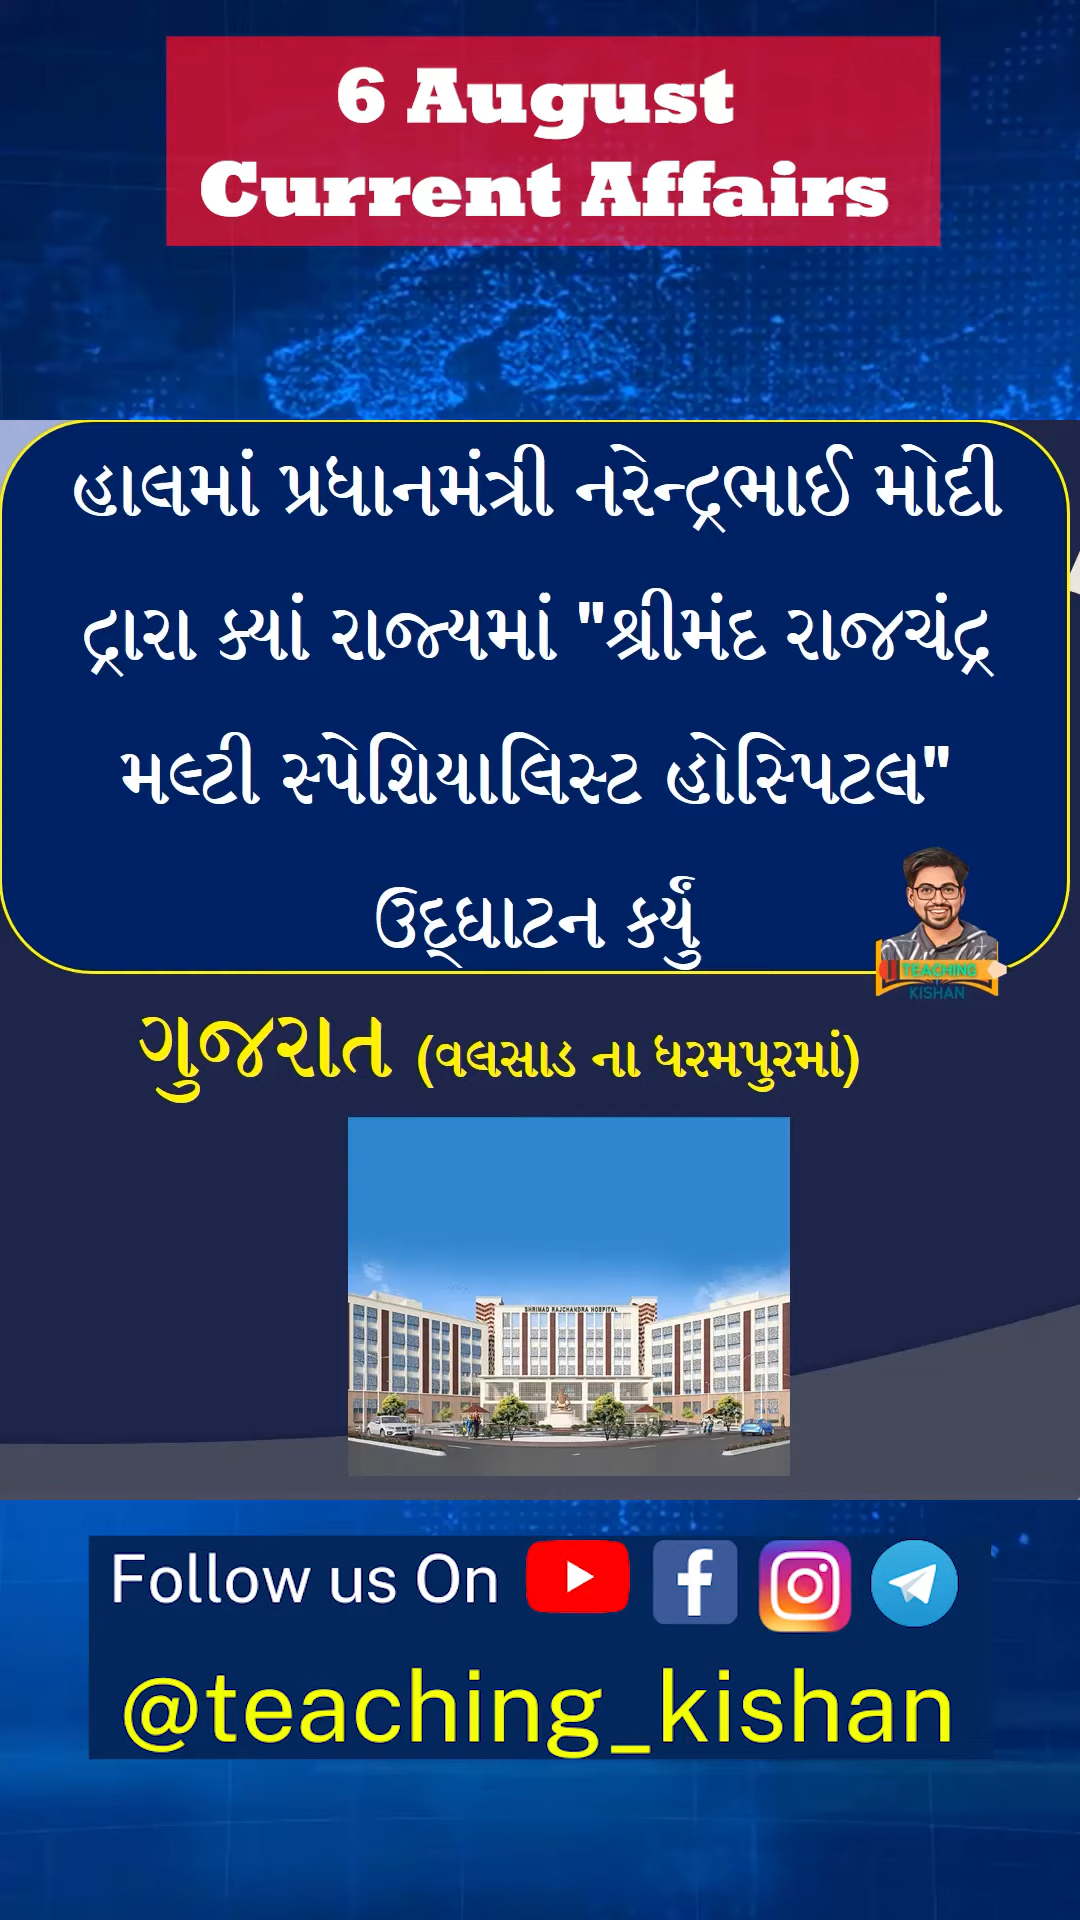 6 August
Current Affairs
હાલમાં પ્રધાનમંત્રી નરેન્દ્રભાઈ મોદી
દ્રારા ક્યાં રાજ્યમાં "શ્રીમંદ રાજચંદ્ર
મલ્ટી સ્પેશિયાલિસ્ટ હોસ્પિટલ"
ઉદ્‌ઘાટન કર્યું
TEACHING
KISHAN
ગુજરાત (વલસાડ ના ધરમપુરમાં)
SHRIMAD RAJCHANDRA HOSPITAL
Follow us On
@teaching_kishan